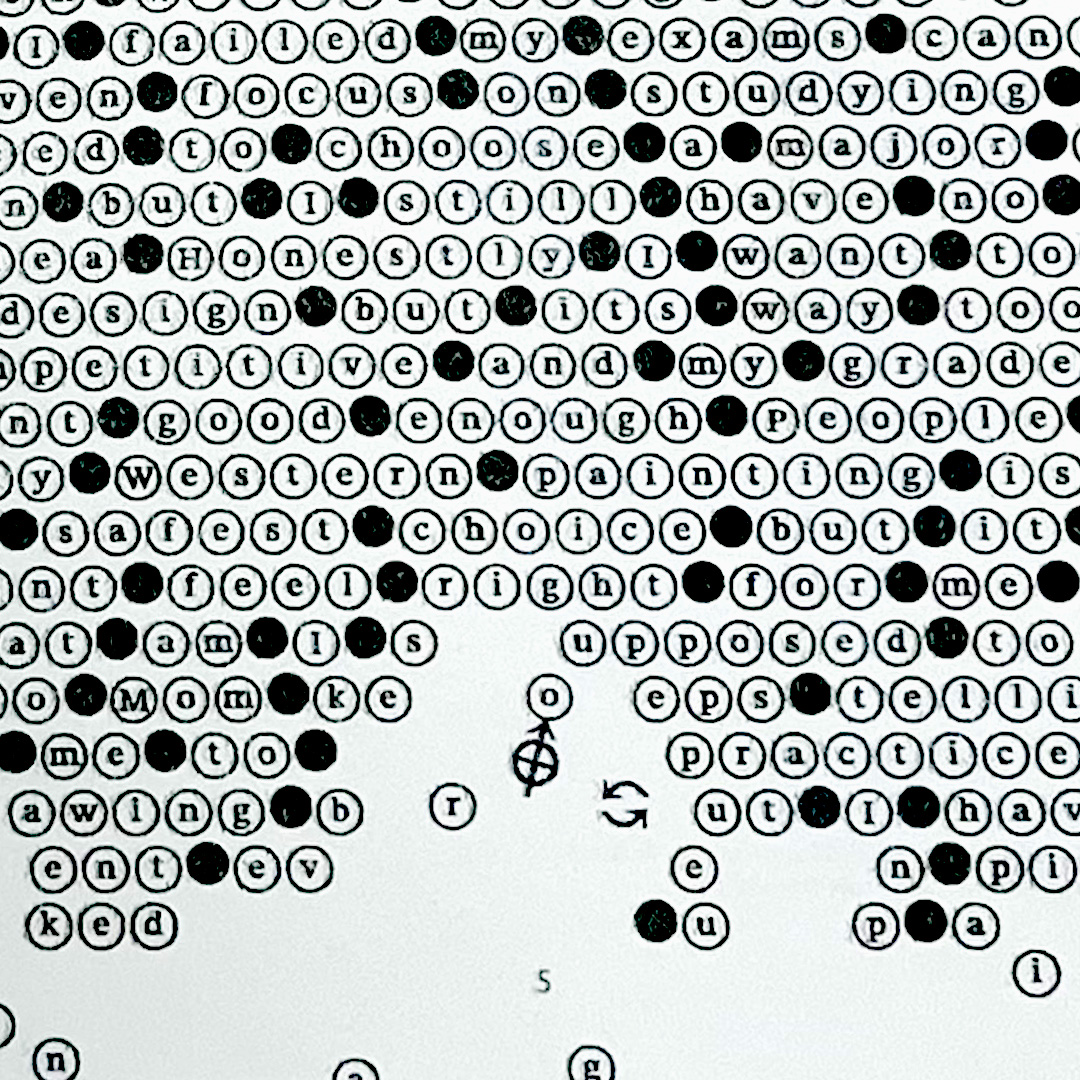 I failed my exams can
ven focus on studying
ed to choose a major
n but I still have no
ea Honestly I want to
design but its way too
petitive and my grade
nt good enough People
y Western painting is
safest choice but it
nt feel right for me
at am I s upposed to
o Mom ke o eps telli
me to practice
awing b r ut I hav
ent ev e n pi
ked u p a
i
5
n a g